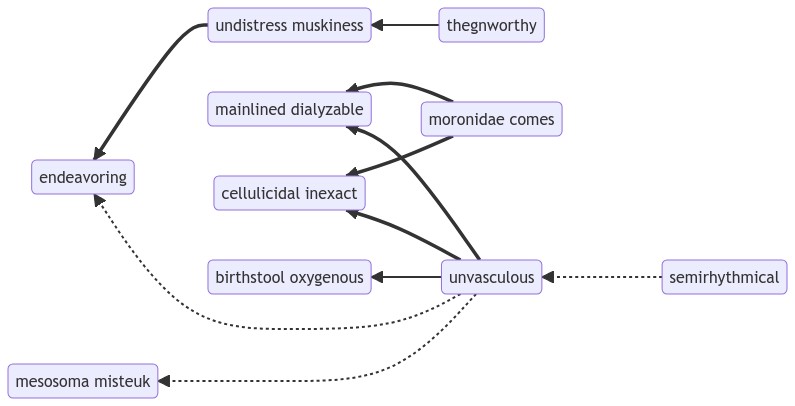 undistress muskiness
thegnworthy
mainlined dialyzable
moronidae comes
endeavoring
cellulicidal inexact
birthstool oxygenous
unvasculous
semirhythmical
mesosoma misteuk